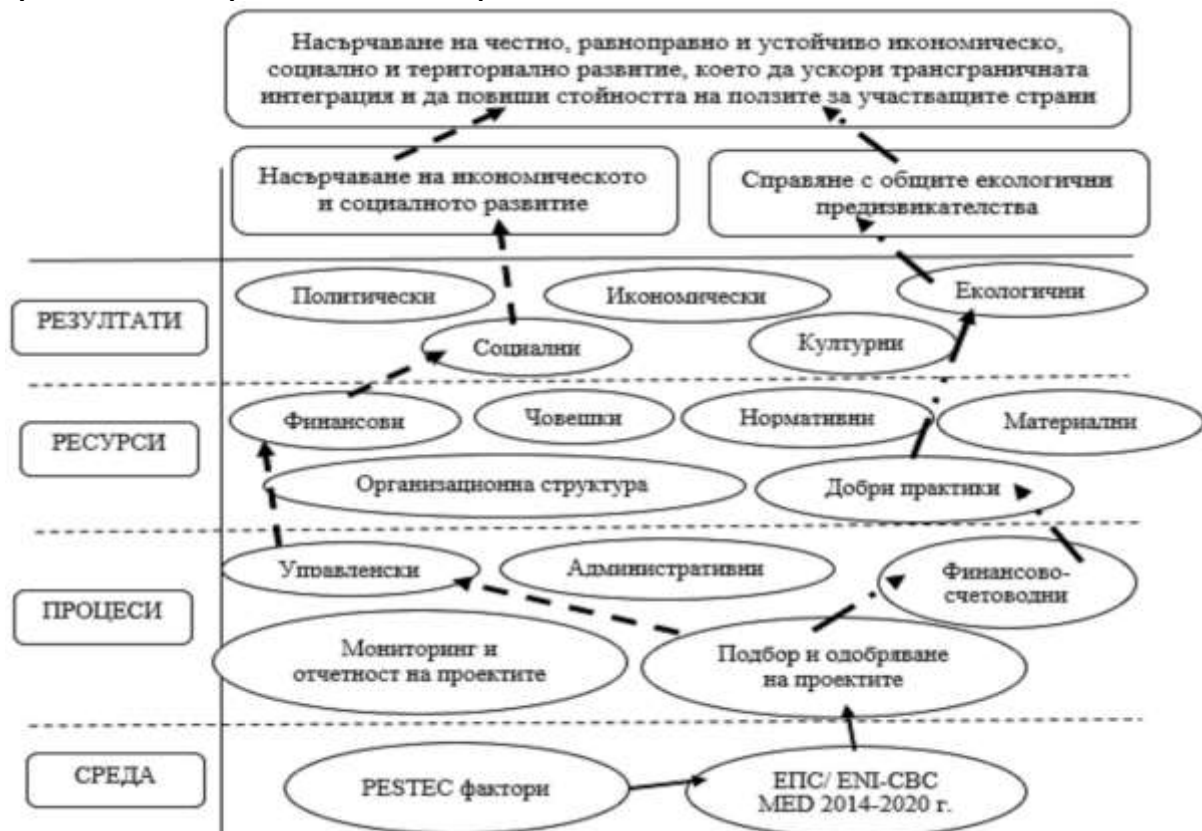 Насърчаване на честно, равноправно и устойчиво икономическо,
социално и териториално развитие, което да ускори трансграничната
интеграция и да повиши стойността на ползите за участващите страни
Насърчаване на икономическото
и социалното развитие
Справяне с общите екологични
предизвикателства
РЕЗУЛТАТИ
Политически
Икономически
Екологични
Социални
Културни
РЕСУРСИ
Финансови
Човешки
Нормативни
Материални
Организационна структура
Добри практики
ПРОЦЕСИ
Управленски
Административни
Финансово-
счетоводни
Мониторинг и
отчетност на проектите
Подбор и одобряване
на проектите
СРЕДА
PESTEC фактори
ЕПС/ ENI-CBC
MED 2014-2020 г.